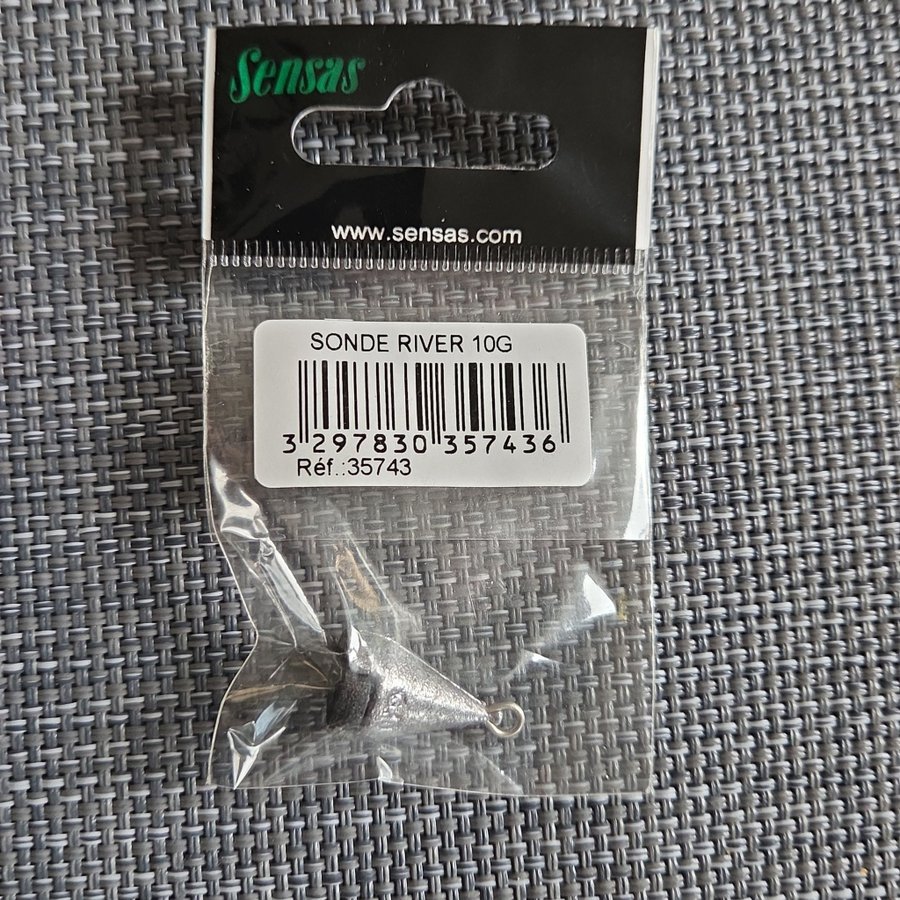 Sensas
www.sensas.com
SONDE RIVER 10G
3 297830 357436
Réf.:35743